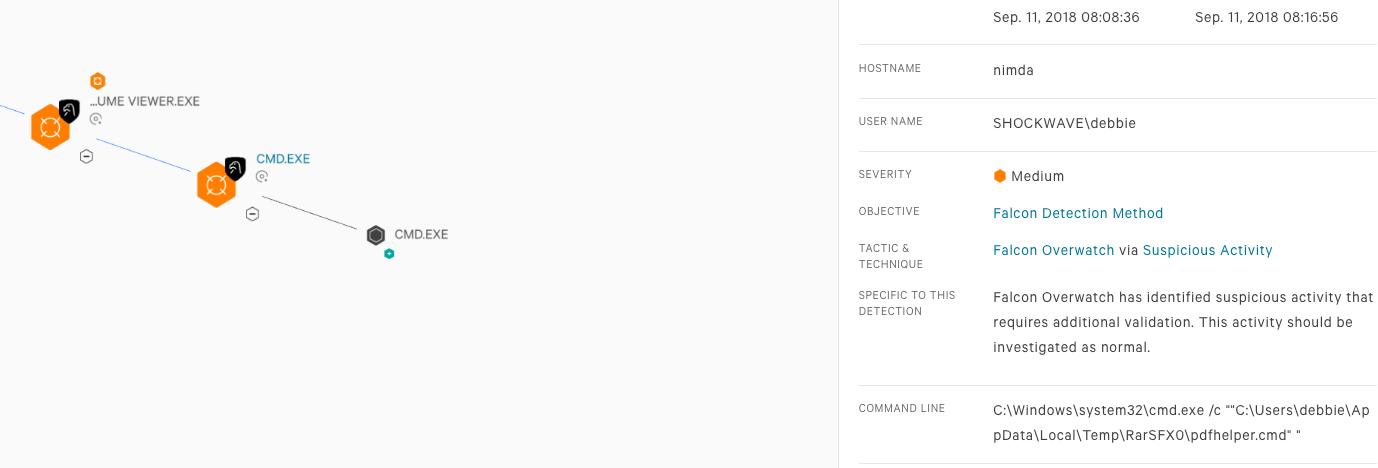 ...UME VIEWER.EXE
CMD.EXE
CMD.EXE
Sep. 11, 2018 08:08:36 Sep. 11, 2018 08:16:56
HOSTNAME nimda
USER NAME SHOCKWAVE\debbie
SEVERITY Medium
OBJECTIVE Falcon Detection Method
TACTIC &
TECHNIQUE
Falcon Overwatch via Suspicious Activity
SPECIFIC TO THIS
DETECTION
Falcon Overwatch has identified suspicious activity that
requires additional validation. This activity should be
investigated as normal.
COMMAND LINE
C:\Windows\system32\cmd.exe /c ""C:\Users\debbie\Ap
pData\Local\Temp\RarSFX0\pdfhelper.cmd" "